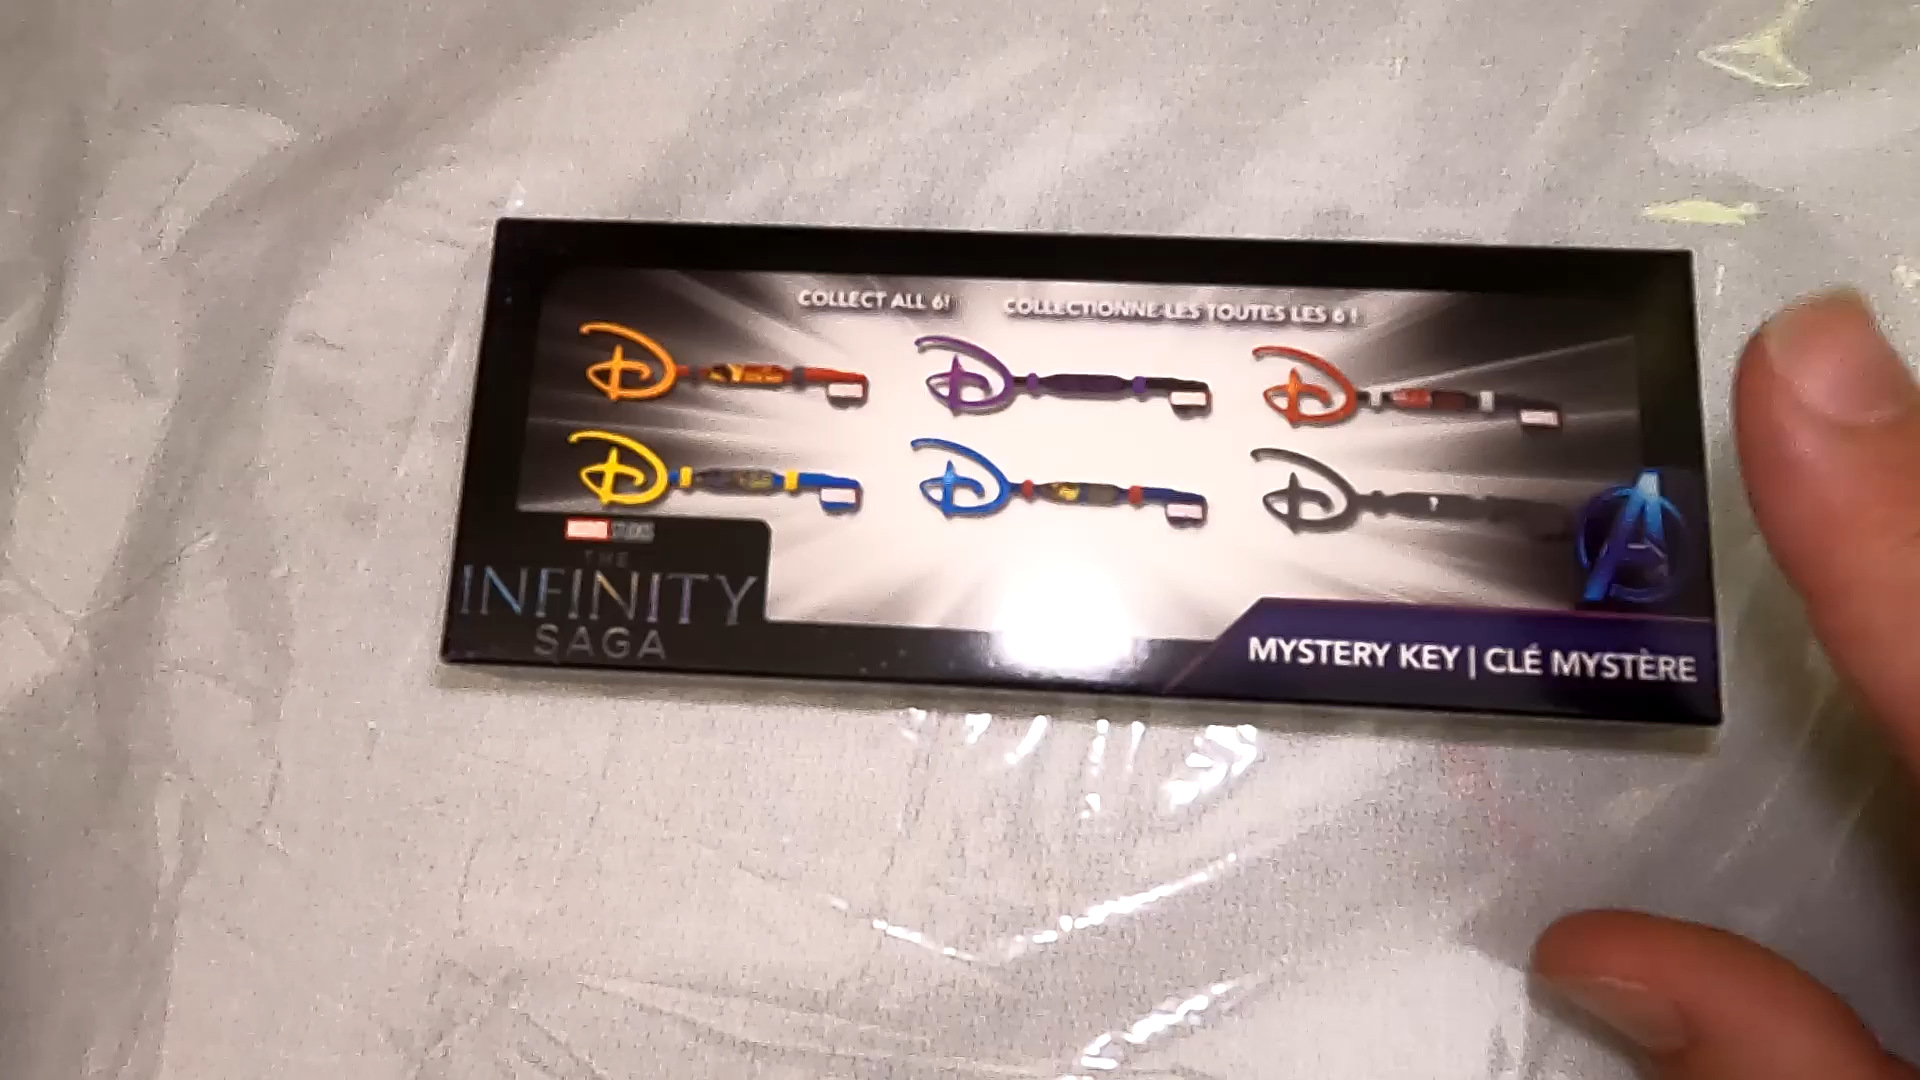 COLLECT ALL 6! COLLECTIONNE-LES TOUTES LES 6 !
?
MARVEL STUDIOS
THE
INFINITY
SAGA
MYSTERY KEY | CLÉ MYSTÈRE